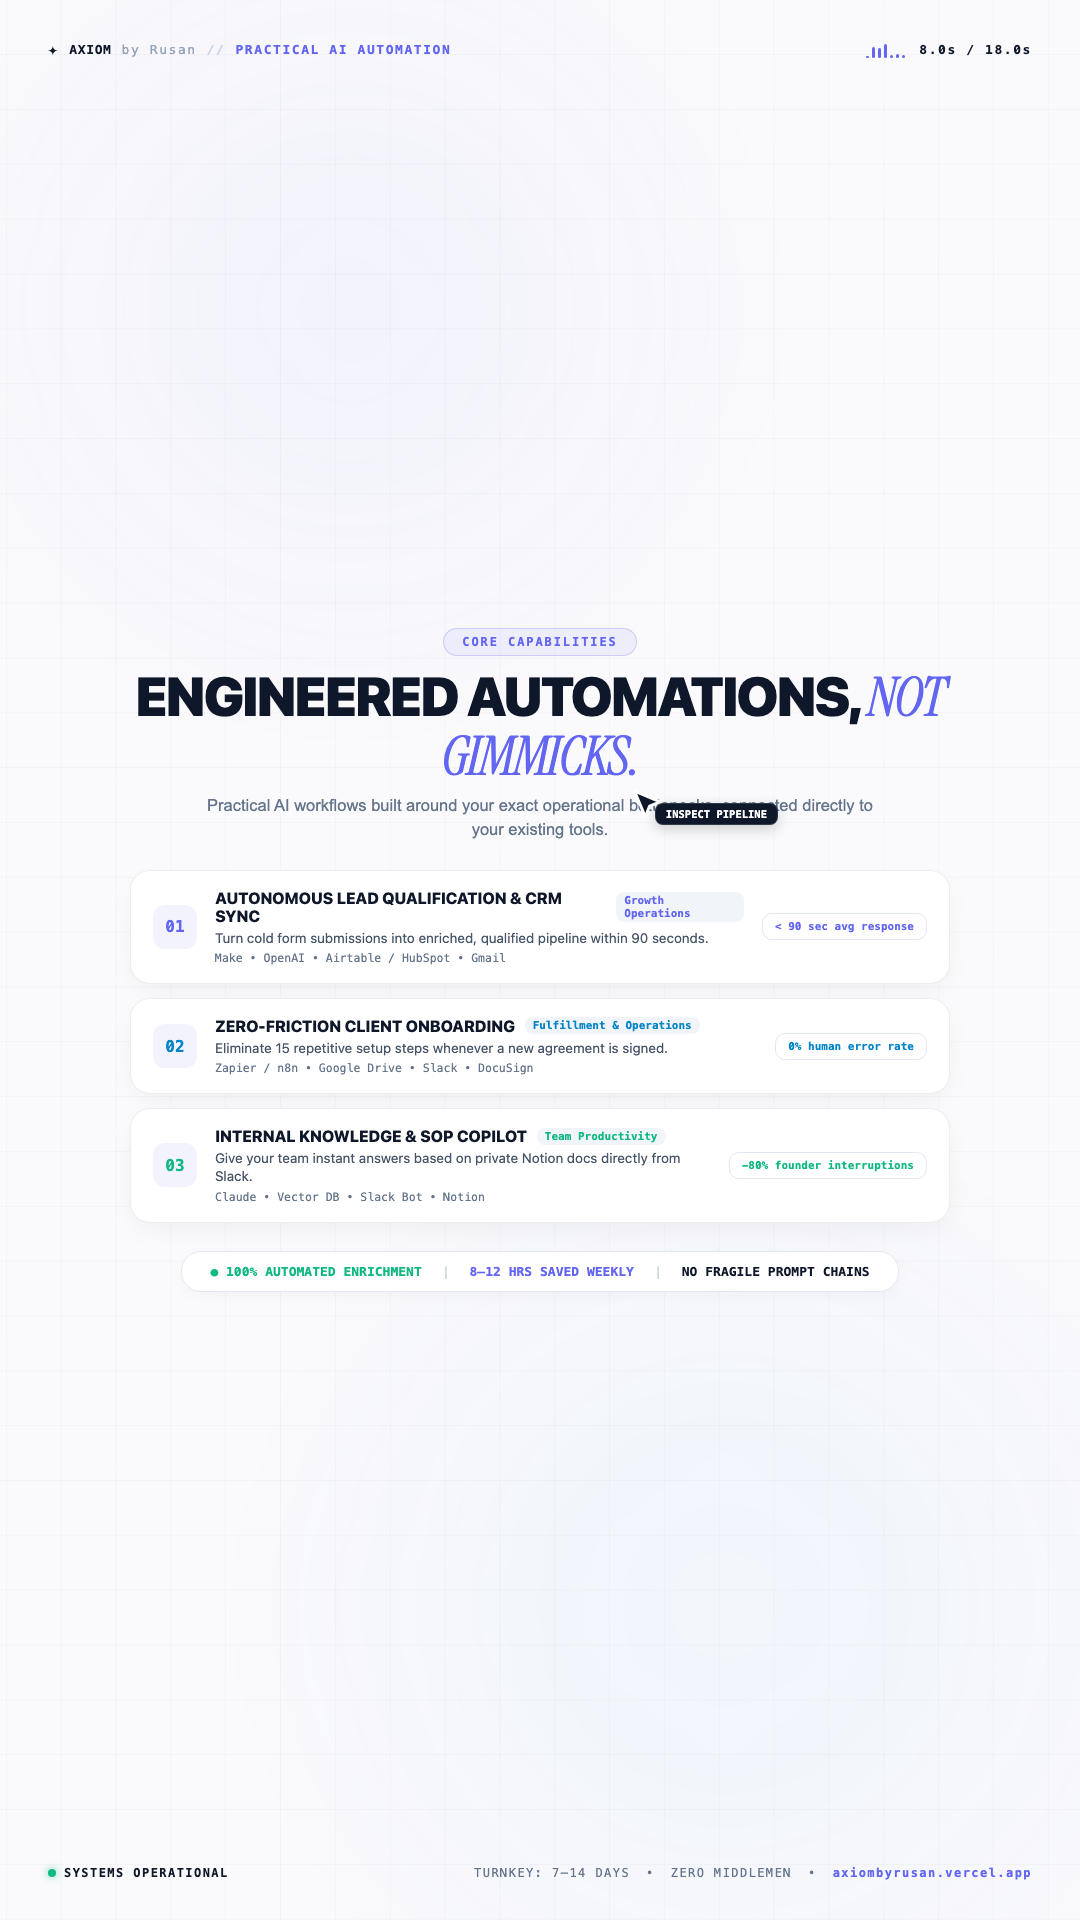 ✦ AXIOM by Rusan // PRACTICAL AI AUTOMATION
8.0s / 18.0s
CORE CAPABILITIES
ENGINEERED AUTOMATIONS, NOT
GIMMICKS.
Practical AI workflows built around your exact operational directly to
your existing tools.
INSPECT PIPELINE
01
AUTONOMOUS LEAD QUALIFICATION & CRM
SYNC
Growth
Operations
Turn cold form submissions into enriched, qualified pipeline within 90 seconds.
Make • OpenAI • Airtable / HubSpot • Gmail
< 90 sec avg response
02
ZERO-FRICTION CLIENT ONBOARDING
Fulfillment & Operations
Eliminate 15 repetitive setup steps whenever a new agreement is signed.
Zapier / n8n • Google Drive • Slack • DocuSign
0% human error rate
03
INTERNAL KNOWLEDGE & SOP COPILOT
Team Productivity
Give your team instant answers based on private Notion docs directly from
Slack.
Claude • Vector DB • Slack Bot • Notion
−80% founder interruptions
● 100% AUTOMATED ENRICHMENT | 8–12 HRS SAVED WEEKLY | NO FRAGILE PROMPT CHAINS
SYSTEMS OPERATIONAL
TURNKEY: 7–14 DAYS • ZERO MIDDLEMEN • axiombyrusan.vercel.app